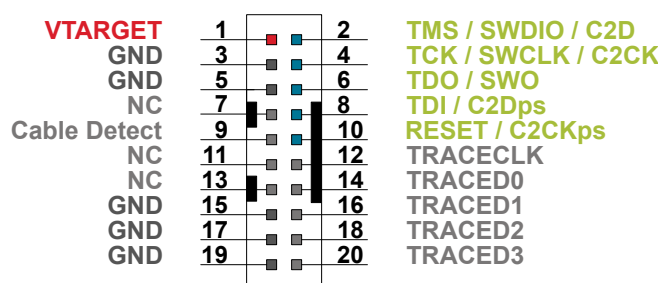 VTARGET 1 2 TMS / SWDIO / C2D
GND 3 4 TCK / SWCLK / C2CK
GND 5 6 TDO / SWO
NC 7 8 TDI / C2Dps
Cable Detect 9 10 RESET / C2CKps
NC 11 12 TRACECLK
NC 13 14 TRACED0
GND 15 16 TRACED1
GND 17 18 TRACED2
GND 19 20 TRACED3